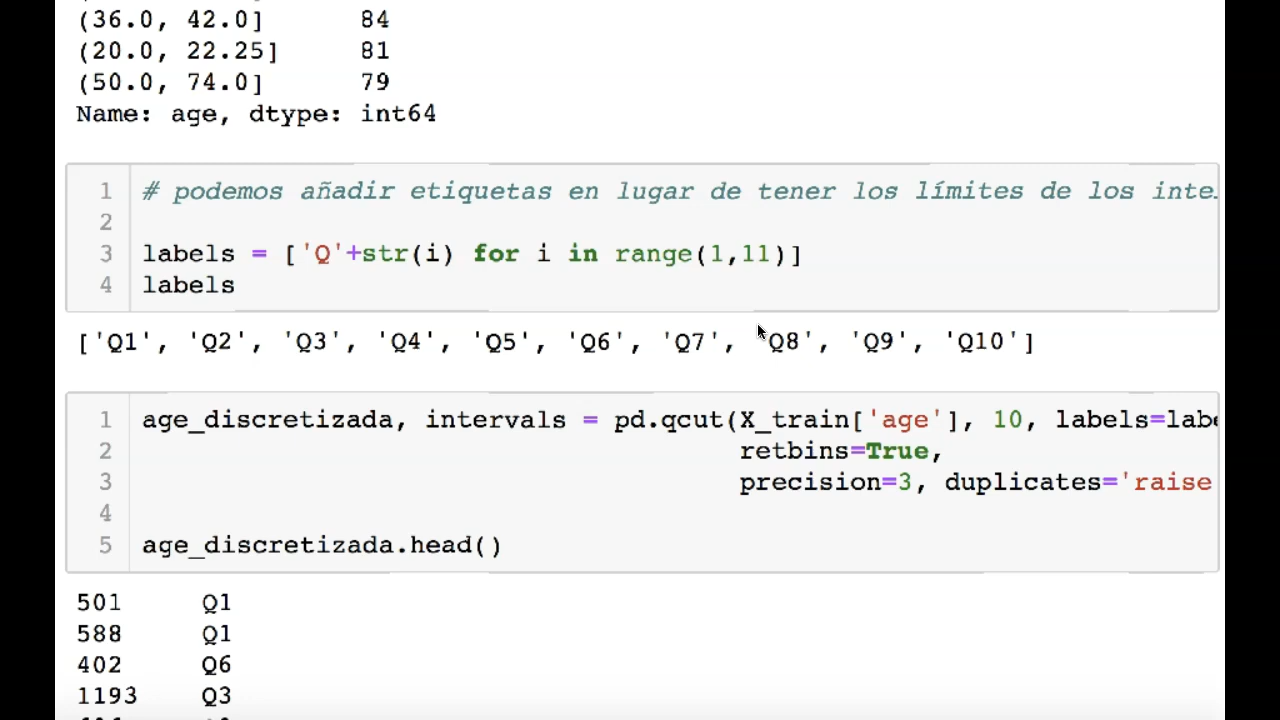 (36.0, 42.0] 84
(20.0, 22.25] 81
(50.0, 74.0] 79
Name: age, dtype: int64
1 # podemos añadir etiquetas en lugar de tener los límites de los
2
3 labels = ['Q'+str(i) for i in range(1,11)]
4 labels
['Q1', 'Q2', 'Q3', 'Q4', 'Q5', 'Q6', 'Q7', 'Q8', 'Q9', 'Q10']
1 age_discretizada, intervals = pd.qcut(X_train['age'], 10, labels=
2 retbins=True,
3 precision=3, duplicates='raise
4
5 age_discretizada.head()
501 Q1
588 Q1
402 Q6
1193 Q3